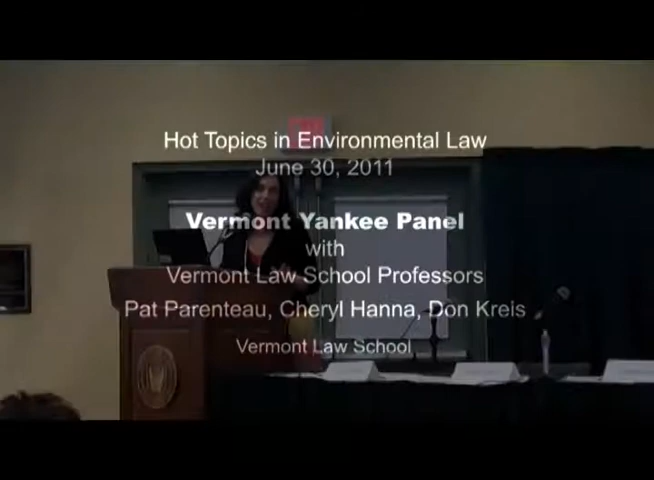 Hot Topics in Environmental Law
June 30, 2011
Vermont Yankee Panel
with
Vermont Law School Professors
Pat Parenteau, Cheryl Hanna, Don Kreis
Vermont Law School